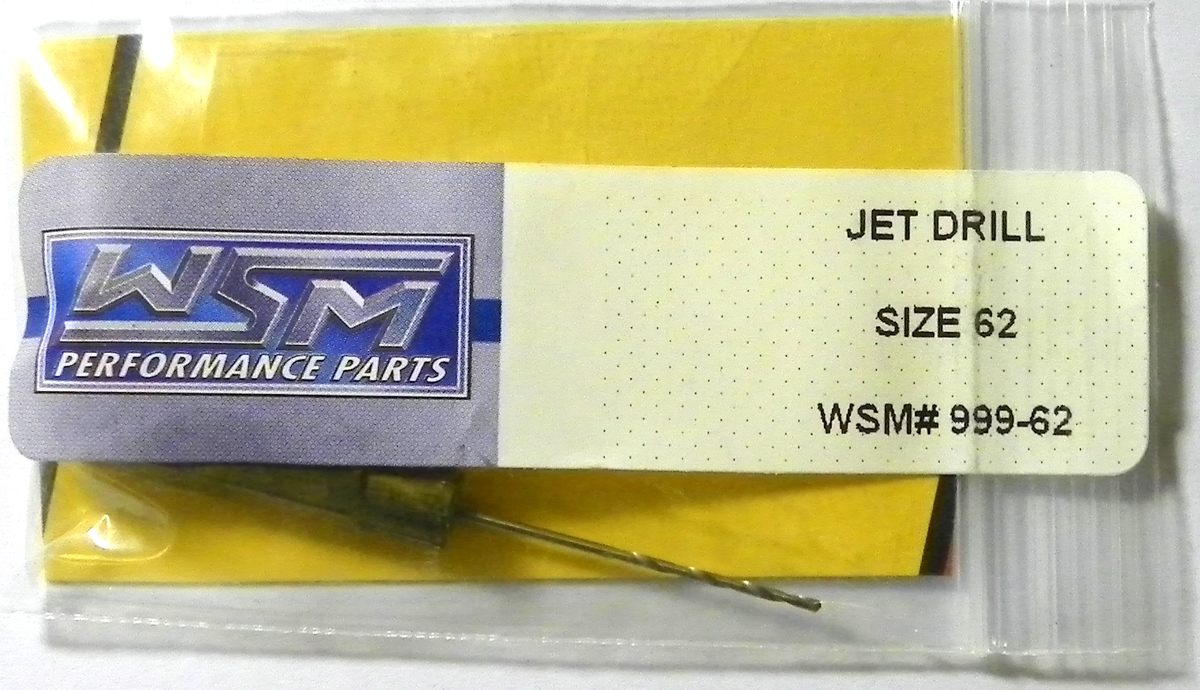 WSM
PERFORMANCE PARTS
JET DRILL
SIZE 62
WSM# 999-62